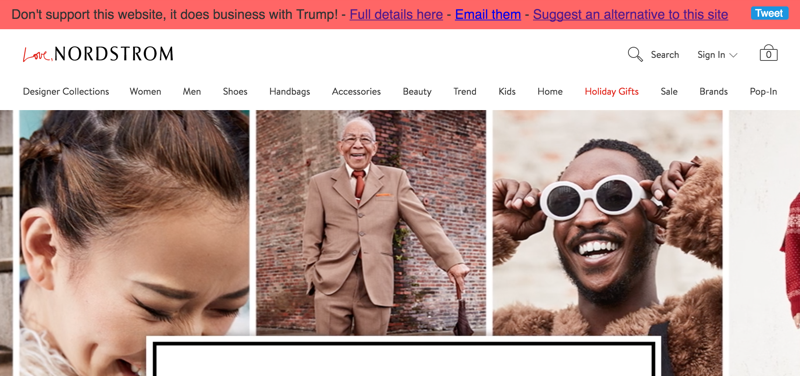 Don't support this website, it does business with Trump! - Full details here - Email them - Suggest an alternative to this site Tweet
Love, NORDSTROM
Search Sign In 0
Designer Collections Women Men Shoes Handbags Accessories Beauty Trend Kids Home Holiday Gifts Sale Brands Pop-In